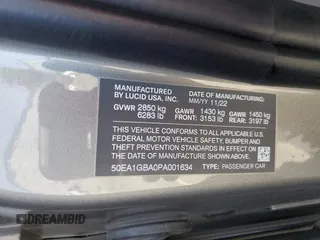 MANUFACTURED
BY LUCID USA, INC.
DATE OF MANUFACTURE
MM/YY 11/22
GVWR 2850 kg
6283 lb
GAWR 1430 kg
FRONT: 3153 lb
GAWR 1450 kg
REAR: 3197 lb
THIS VEHICLE CONFORMS TO ALL APPLICABLE U.S.
FEDERAL MOTOR VEHICLE SAFETY, BUMPER, AND
THEFT PREVENTION STANDARDS IN EFFECT ON THE
DATE OF MANUFACTURE SHOWN ABOVE.
50EA1GBA0PA001634
TYPE: PASSENGER CAR
DREAMBID